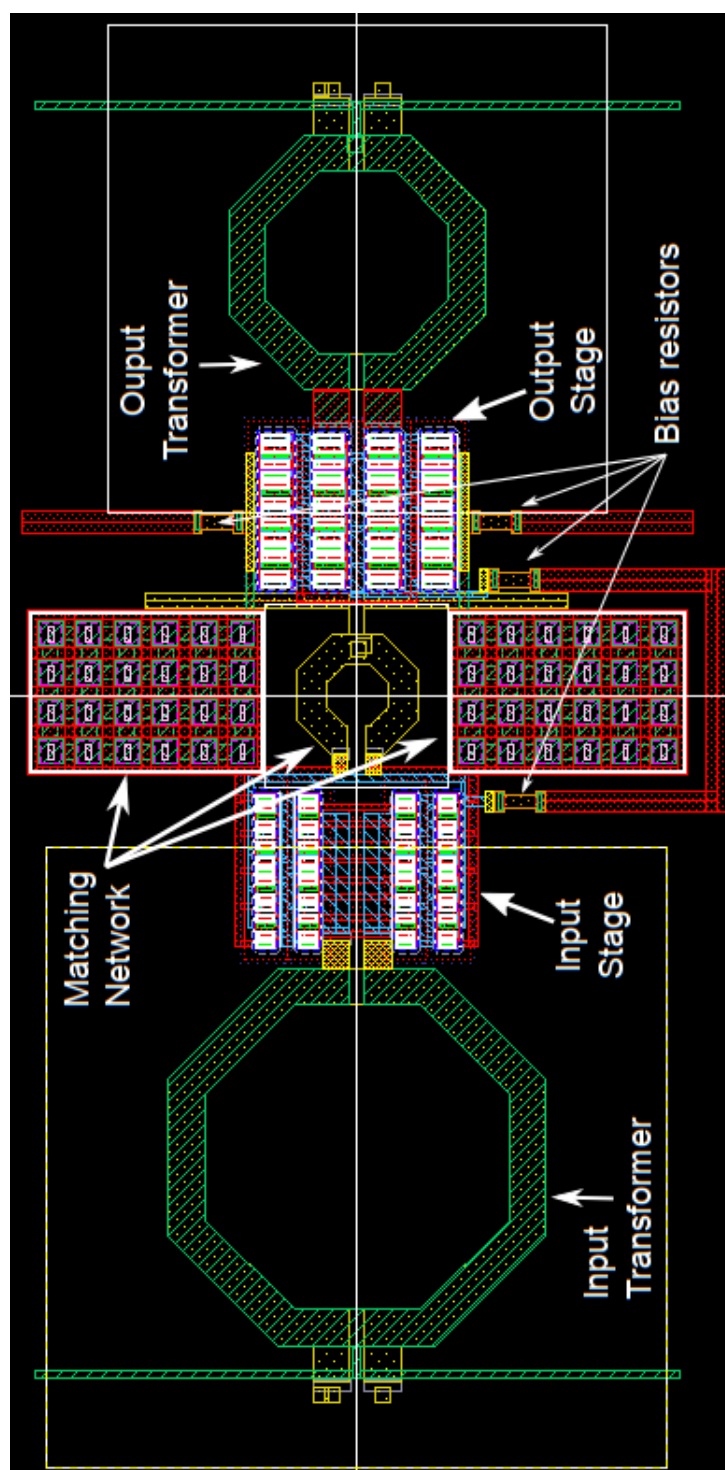 Ouput
Transformer
Output
Stage
Bias resistors
Matching
Network
Input
Stage
Input
Transformer